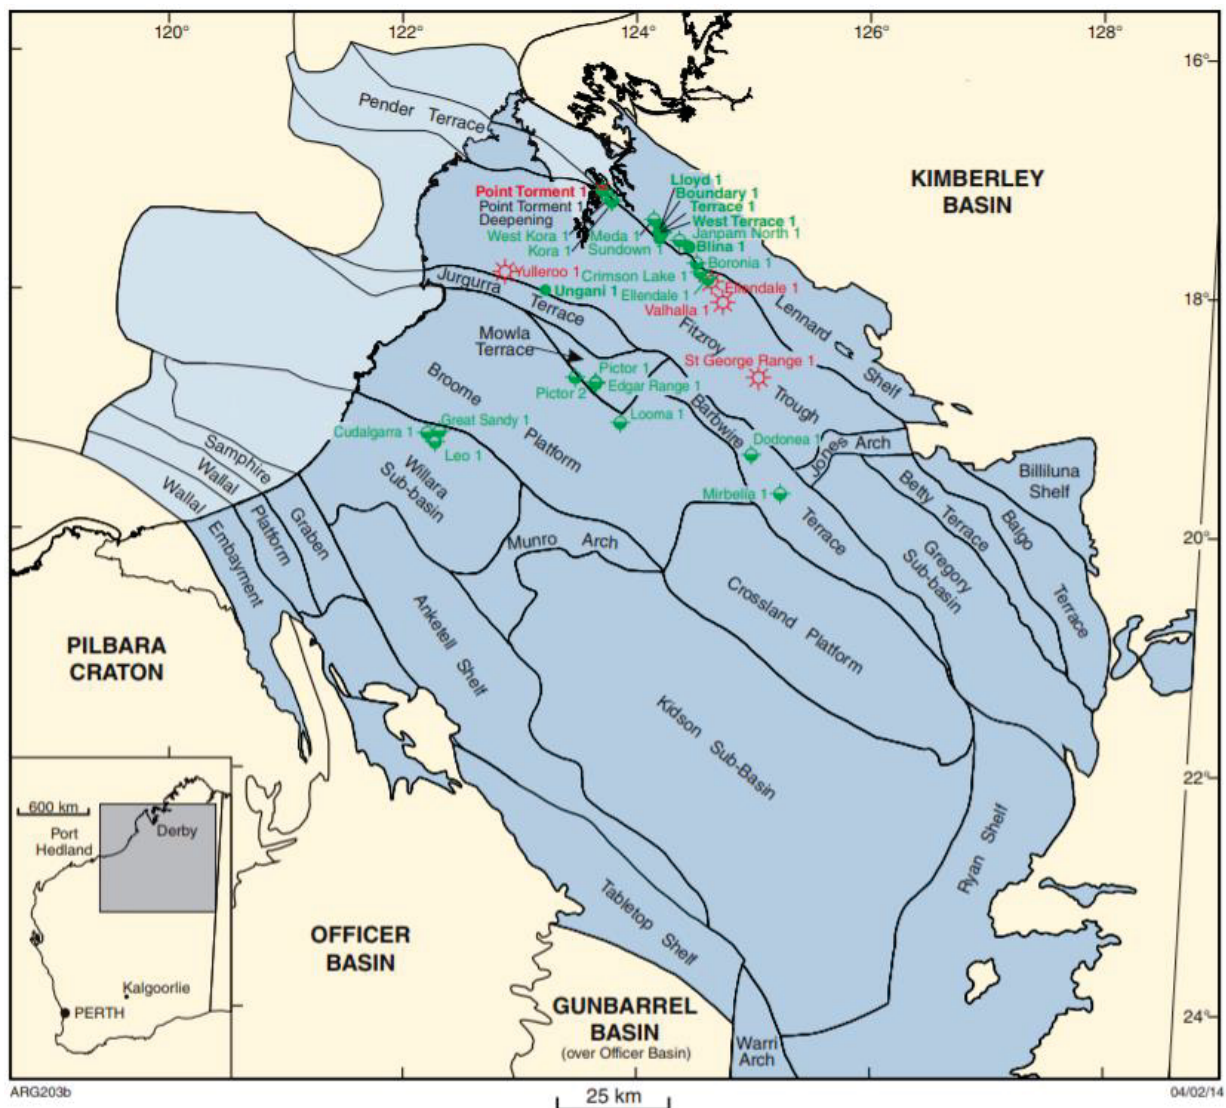 120°
122°
124°
126°
128°
16°
18°
20°
22°
24°
Pender Terrace
KIMBERLEY
BASIN
Point Torment 1
Point Torment 1
Deepening
West Kora 1
Kora 1
Lloyd 1
Boundary 1
Terrace 1
West Terrace 1
Meda 1
Janpam North 1
Sundown 1
Blina 1
Boronia 1
Yulleroo 1
Crimson Lake 1
Ellendale 1
Ellendale 1
Valhalla 1
Jurgurra
Terrace
Ungani 1
Mowla
Terrace
Fitzroy
Trough
Lennard
Shelf
St George Range 1
Pictor 1
Pictor 2
Edgar Range 1
Looma 1
Broome
Platform
Barbwire
Terrace
Great Sandy 1
Cudalgarra 1
Leo 1
Dodonea 1
Mirbelia 1
Jones Arch
Billiluna
Shelf
Samphire
Graben
Wallal
Platform
Wallal
Embayment
Willara
Sub-basin
Betty
Terrace
Balgo
Terrace
Gregory
Sub-basin
Munro Arch
Crossland Platform
Anketell Shelf
PILBARA
CRATON
Kidson Sub-Basin
Ryan Shelf
Tabletop Shelf
OFFICER
BASIN
GUNBARREL
BASIN
(over Officer Basin)
Warri
Arch
600 km
Port
Hedland
Derby
Kalgoorlie
PERTH
ARG203b
25 km
04/02/14